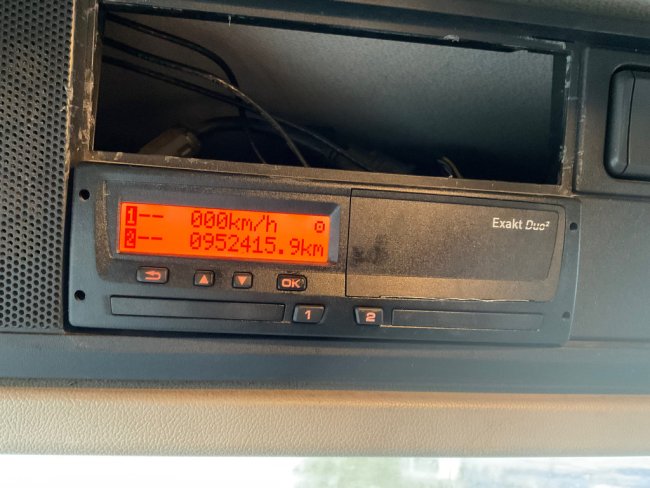 1-- 000km/h
2-- 0952415.9km
Exakt Duo²
OK
1
2